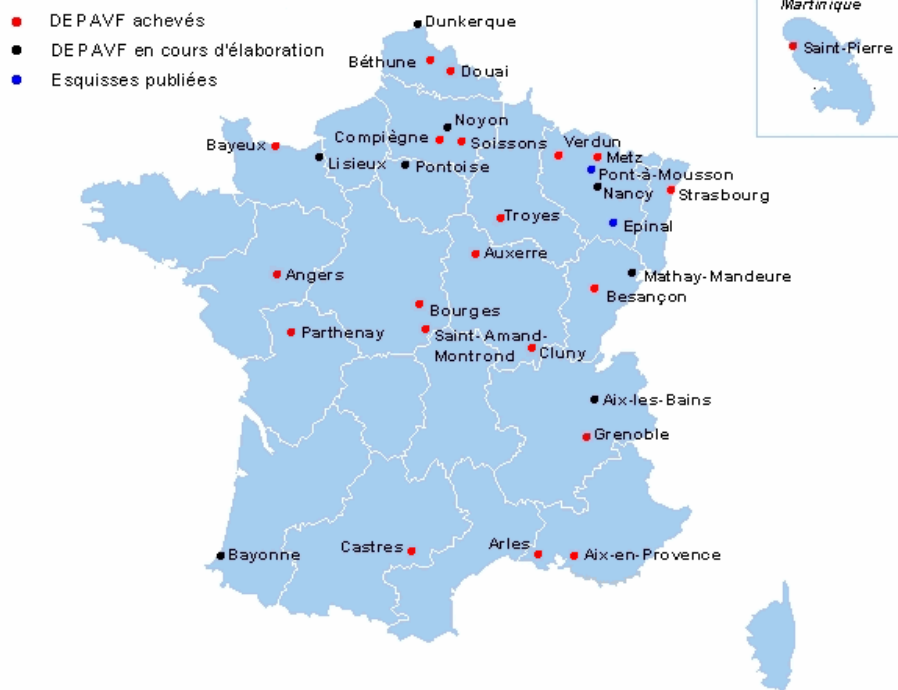 DEPAVF achevés
DEPAVF en cours d'élaboration
Esquisses publiées
Martinique
Saint-Pierre
Dunkerque
Béthune
Douai
Noyon
Compiègne
Soissons
Verdun
Metz
Bayeux
Lisieux
Pontoise
Pont-à-Mousson
Nancy
Strasbourg
Troyes
Epinal
Auxerre
Angers
Mathay-Mandeure
Besançon
Bourges
Parthenay
Saint-Amand-
Montrond
Cluny
Aix-les-Bains
Grenoble
Bayonne
Castres
Arles
Aix-en-Provence